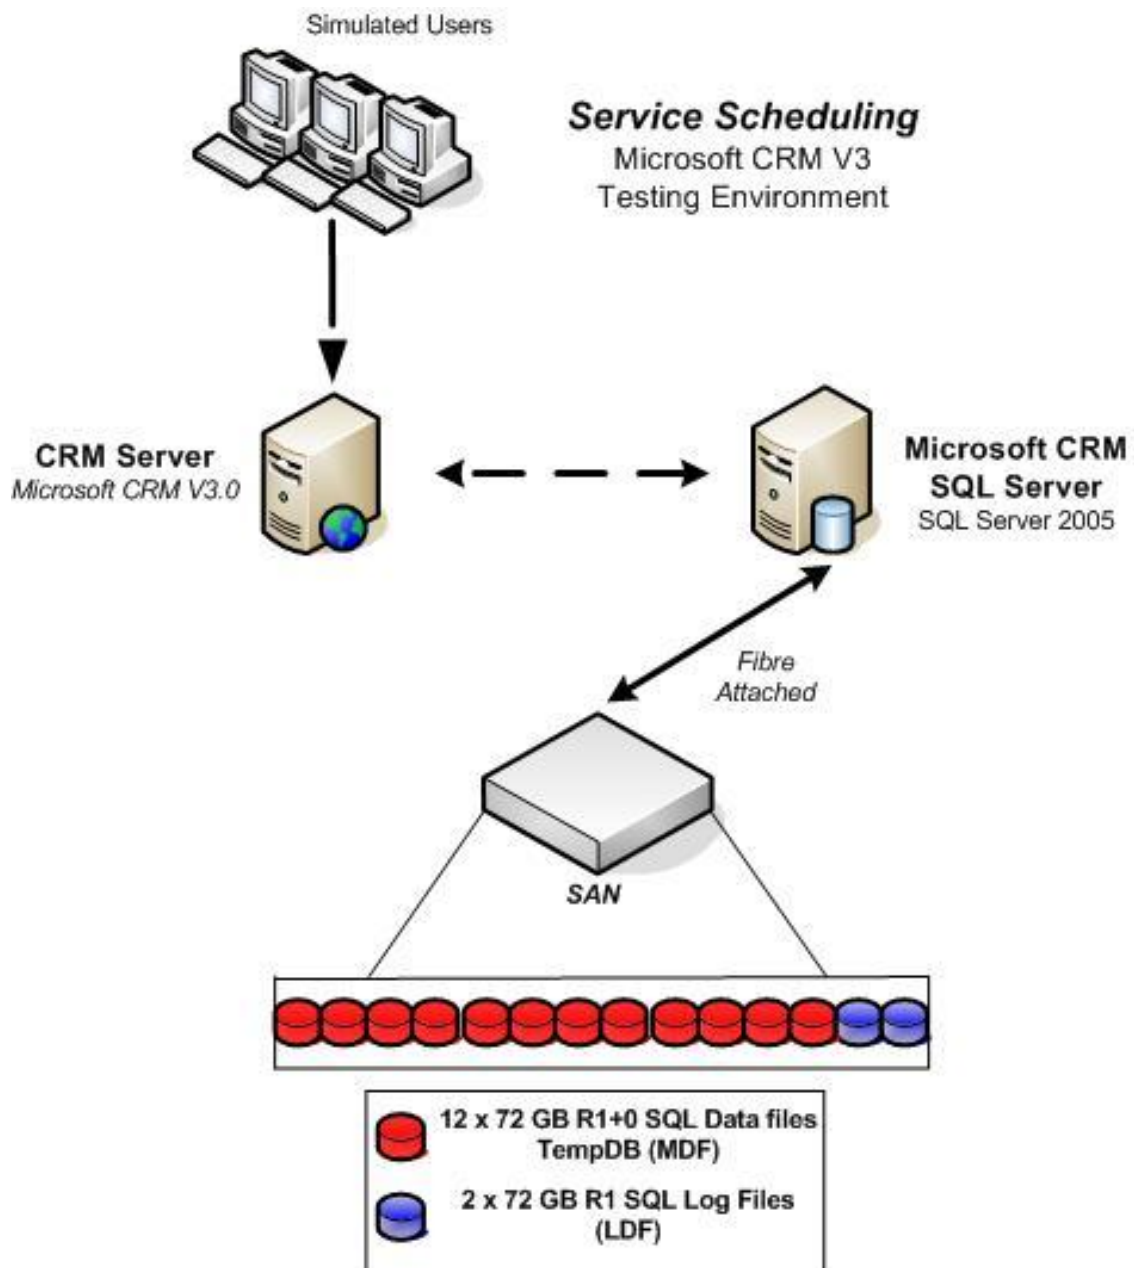 Simulated Users
Service Scheduling
Microsoft CRM V3
Testing Environment
CRM Server
Microsoft CRM V3.0
Microsoft CRM
SQL Server
SQL Server 2005
Fibre
Attached
SAN
12 x 72 GB R1+0 SQL Data files
TempDB (MDF)
2 x 72 GB R1 SQL Log Files
(LDF)